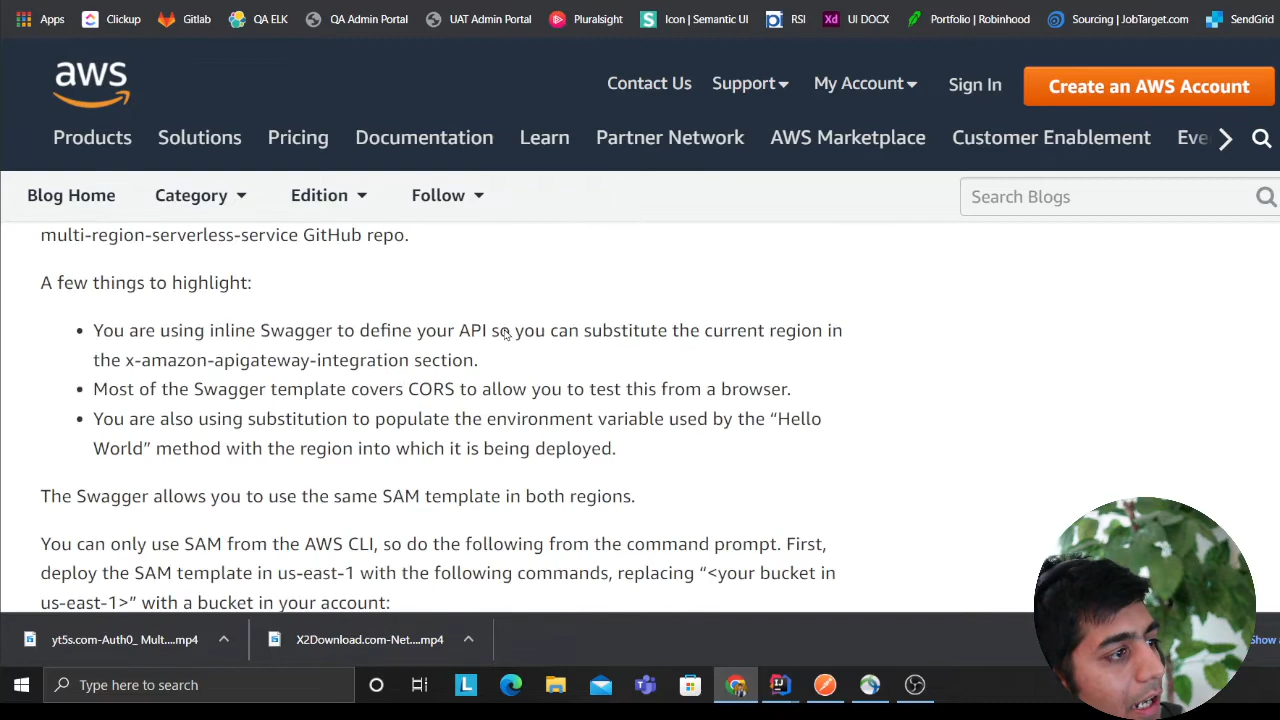 Apps Clickup Gitlab QA ELK QA Admin Portal UAT Admin Portal Pluralsight Icon | Semantic UI RSI UI DOCX Portfolio | Robinhood Sourcing | JobTarget.com SendGrid
aws
Contact Us Support My Account Sign In Create an AWS Account
Products Solutions Pricing Documentation Learn Partner Network AWS Marketplace Customer Enablement Eve
Blog Home Category Edition Follow Search Blogs
multi-region-serverless-service GitHub repo.
A few things to highlight:
• You are using inline Swagger to define your API so you can substitute the current region in
the x-amazon-apigateway-integration section.
• Most of the Swagger template covers CORS to allow you to test this from a browser.
• You are also using substitution to populate the environment variable used by the “Hello
World” method with the region into which it is being deployed.
The Swagger allows you to use the same SAM template in both regions.
You can only use SAM from the AWS CLI, so do the following from the command prompt. First,
deploy the SAM template in us-east-1 with the following commands, replacing “<your bucket in
us-east-1>” with a bucket in your account:
yt5s.com-Auth0_ Mult....mp4 X2Download.com-Net....mp4 Show a
Type here to search